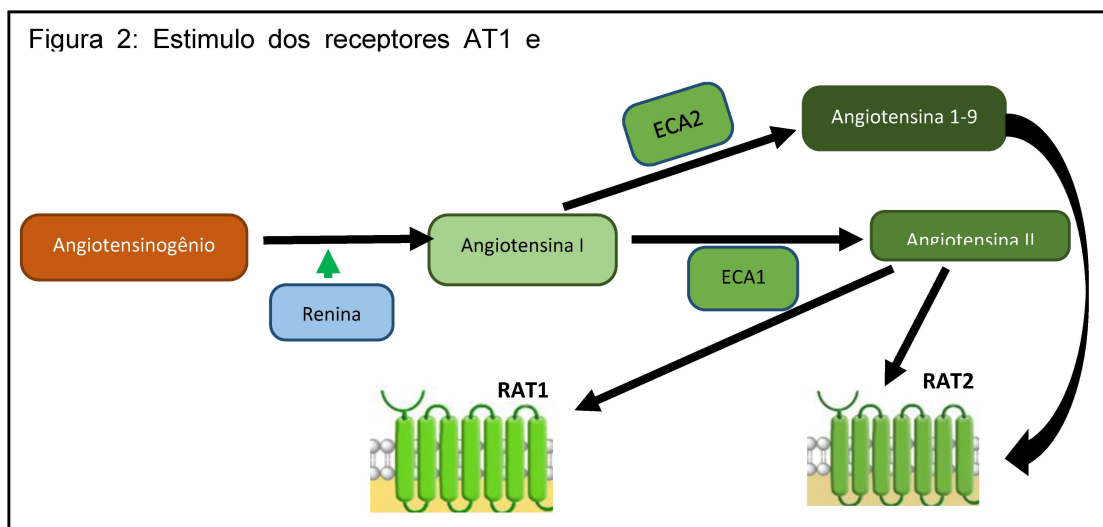 Figura 2: Estimulo dos receptores AT1 e
ECA2
Angiotensina 1-9
Angiotensinogênio
Angiotensina I
Angiotensina II
ECA1
Renina
RAT1
RAT2